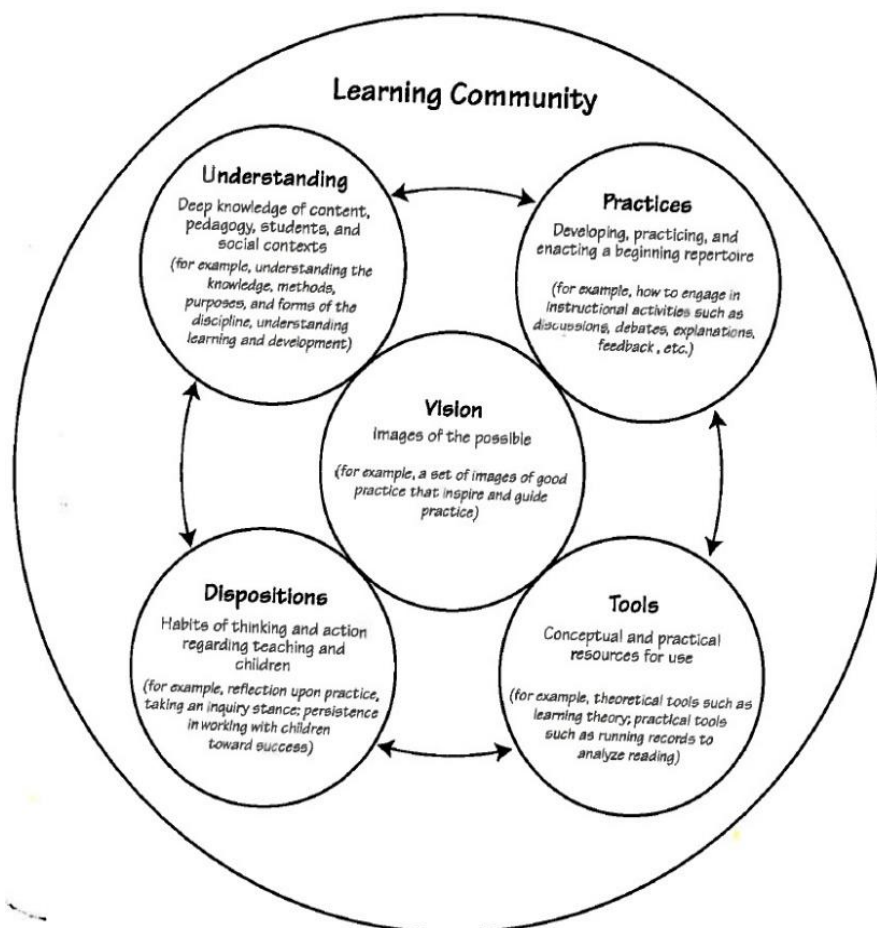 Learning Community
Understanding
Deep knowledge of content,
pedagogy, students, and
social contexts
(for example, understanding the
knowledge, methods,
purposes, and forms of the
discipline, understanding
learning and development)
Practices
Developing, practicing, and
enacting a beginning repertoire
(for example, how to engage in
instructional activities such as
discussions, debates, explanations,
feedback, etc.)
Vision
Images of the possible
(for example, a set of images of good
practice that inspire and guide
practice)
Dispositions
Habits of thinking and action
regarding teaching and
children
(for example, reflection upon practice,
taking an inquiry stance; persistence
in working with children
toward success)
Tools
Conceptual and practical
resources for use
(for example, theoretical tools such as
learning theory; practical tools
such as running records to
analyze reading)